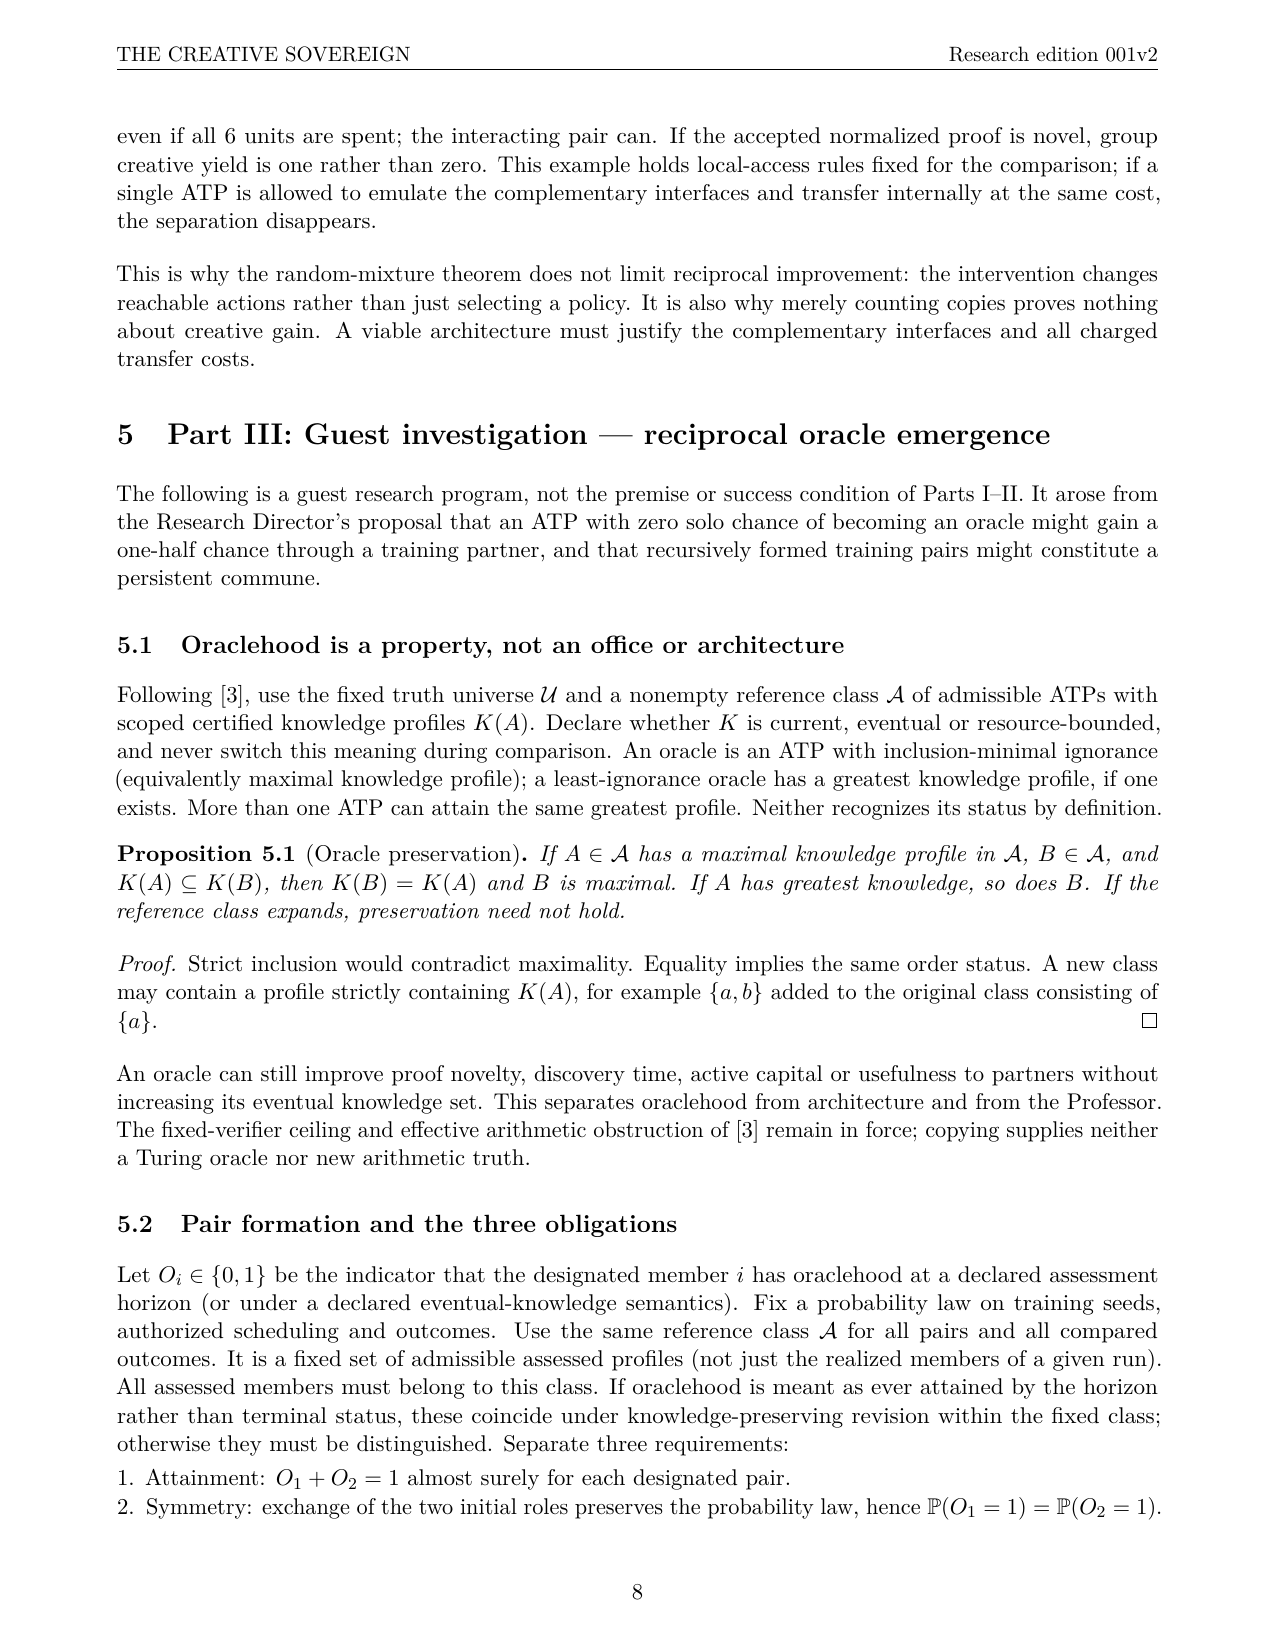 THE CREATIVE SOVEREIGN
Research edition 001v2
even if all 6 units are spent; the interacting pair can. If the accepted normalized proof is novel, group
creative yield is one rather than zero. This example holds local-access rules fixed for the comparison; if a
single ATP is allowed to emulate the complementary interfaces and transfer internally at the same cost,
the separation disappears.
This is why the random-mixture theorem does not limit reciprocal improvement: the intervention changes
reachable actions rather than just selecting a policy. It is also why merely counting copies proves nothing
about creative gain. A viable architecture must justify the complementary interfaces and all charged
transfer costs.
5 Part III: Guest investigation — reciprocal oracle emergence
The following is a guest research program, not the premise or success condition of Parts I–II. It arose from
the Research Director's proposal that an ATP with zero solo chance of becoming an oracle might gain a
one-half chance through a training partner, and that recursively formed training pairs might constitute a
persistent commune.
5.1 Oraclehood is a property, not an office or architecture
Following [3], use the fixed truth universe 𝒰 and a nonempty reference class 𝒜 of admissible ATPs with
scoped certified knowledge profiles K(A). Declare whether K is current, eventual or resource-bounded,
and never switch this meaning during comparison. An oracle is an ATP with inclusion-minimal ignorance
(equivalently maximal knowledge profile); a least-ignorance oracle has a greatest knowledge profile, if one
exists. More than one ATP can attain the same greatest profile. Neither recognizes its status by definition.
Proposition 5.1 (Oracle preservation). If A ∈ 𝒜 has a maximal knowledge profile in 𝒜, B ∈ 𝒜, and
K(A) ⊆ K(B), then K(B) = K(A) and B is maximal. If A has greatest knowledge, so does B. If the
reference class expands, preservation need not hold.
Proof. Strict inclusion would contradict maximality. Equality implies the same order status. A new class
may contain a profile strictly containing K(A), for example {a, b} added to the original class consisting of
{a}. □
An oracle can still improve proof novelty, discovery time, active capital or usefulness to partners without
increasing its eventual knowledge set. This separates oraclehood from architecture and from the Professor.
The fixed-verifier ceiling and effective arithmetic obstruction of [3] remain in force; copying supplies neither
a Turing oracle nor new arithmetic truth.
5.2 Pair formation and the three obligations
Let Oᵢ ∈ {0, 1} be the indicator that the designated member i has oraclehood at a declared assessment
horizon (or under a declared eventual-knowledge semantics). Fix a probability law on training seeds,
authorized scheduling and outcomes. Use the same reference class 𝒜 for all pairs and all compared
outcomes. It is a fixed set of admissible assessed profiles (not just the realized members of a given run).
All assessed members must belong to this class. If oraclehood is meant as ever attained by the horizon
rather than terminal status, these coincide under knowledge-preserving revision within the fixed class;
otherwise they must be distinguished. Separate three requirements:
1. Attainment: O₁ + O₂ = 1 almost surely for each designated pair.
2. Symmetry: exchange of the two initial roles preserves the probability law, hence ℙ(O₁ = 1) = ℙ(O₂ = 1).
8